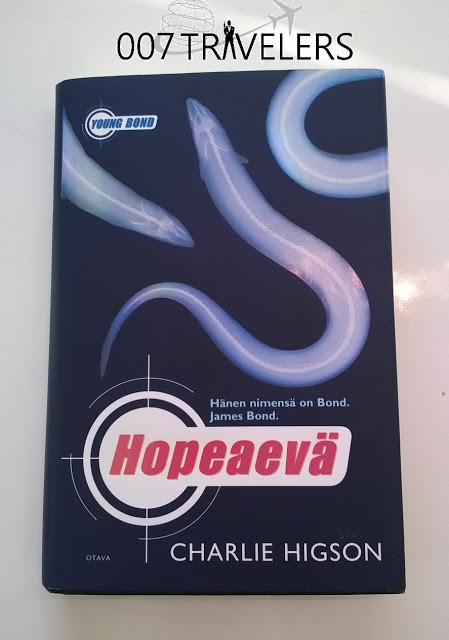 007 TRAVELERS
YOUNG BOND
Hänen nimensä on Bond.
James Bond.
Hopeaevä
OTAVA
CHARLIE HIGSON